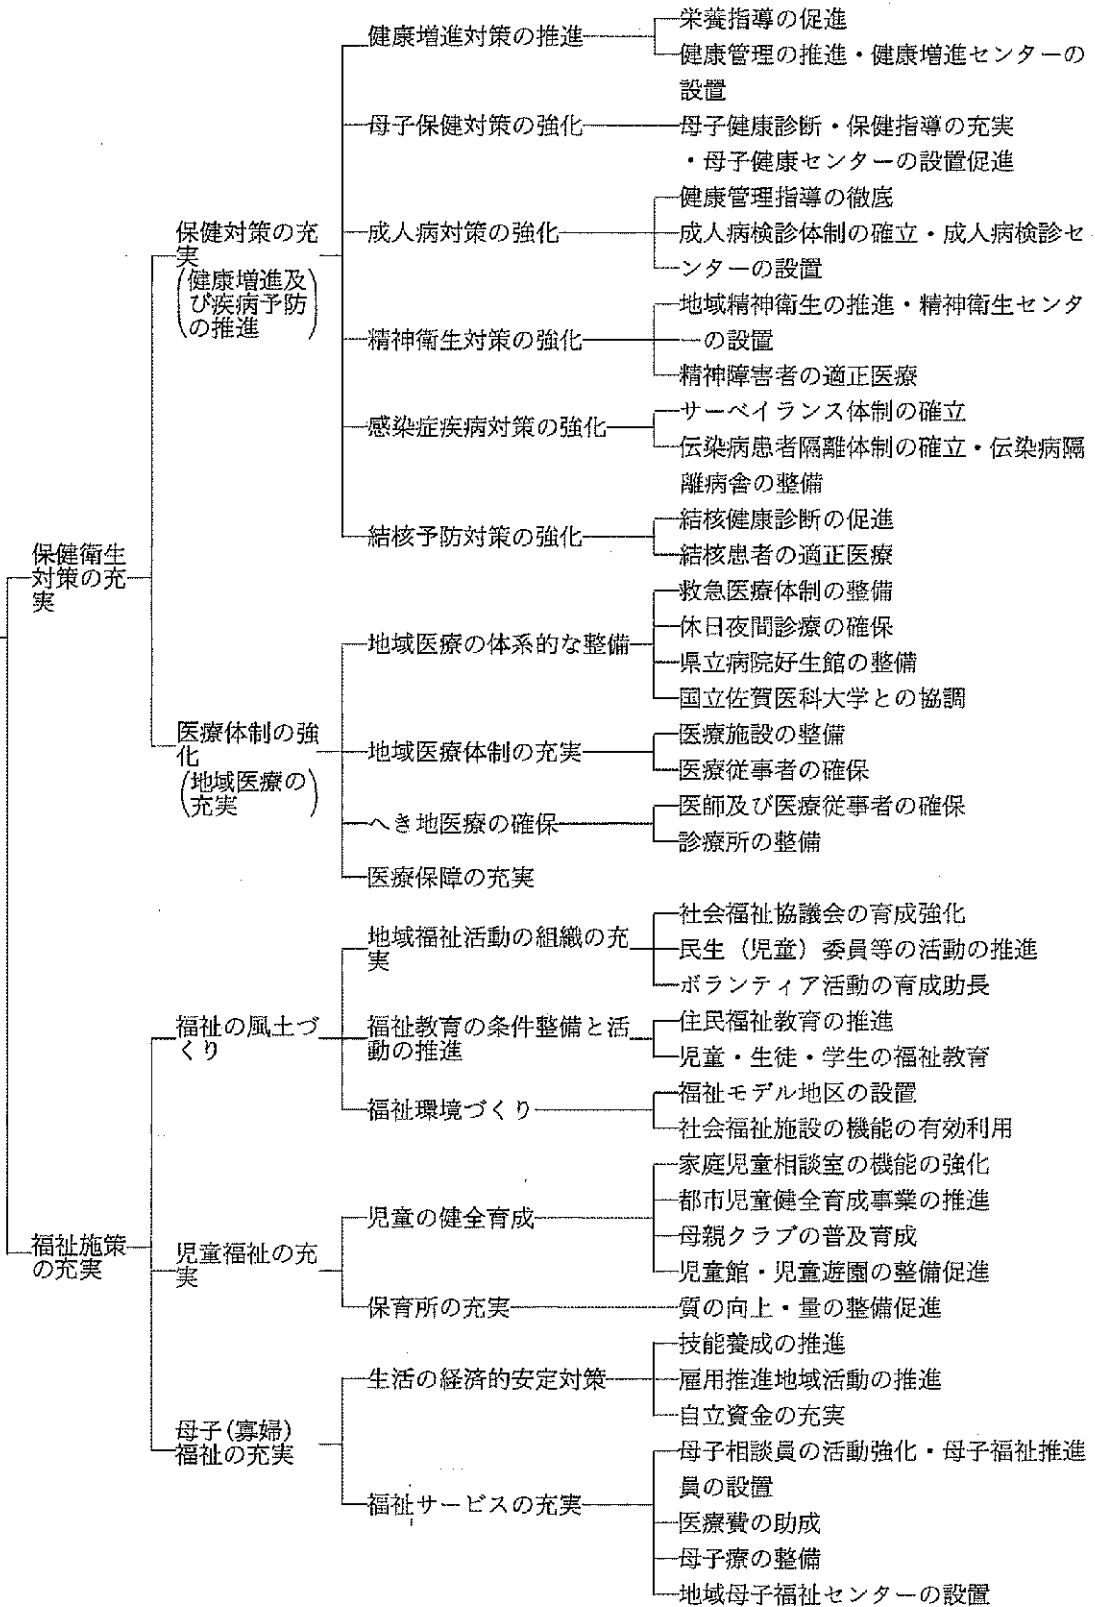 保健衛生
対策の充
実
保健対策の充
実
(健康増進及
び疾病予防
の推進)
健康増進対策の推進
栄養指導の促進
健康管理の推進・健康増進センターの
設置
母子保健対策の強化
母子健康診断・保健指導の充実
・母子健康センターの設置促進
成人病対策の強化
健康管理指導の徹底
成人病検診体制の確立・成人病検診セ
ンターの設置
精神衛生対策の強化
地域精神衛生の推進・精神衛生センタ
ーの設置
精神障害者の適正医療
感染症疾病対策の強化
サーベイランス体制の確立
伝染病患者隔離体制の確立・伝染病隔
離病舎の整備
結核予防対策の強化
結核健康診断の促進
結核患者の適正医療
医療体制の強
化
(地域医療の
充実)
地域医療の体系的な整備
救急医療体制の整備
休日夜間診療の確保
県立病院好生館の整備
国立佐賀医科大学との協調
地域医療体制の充実
医療施設の整備
医療従事者の確保
へき地医療の確保
医師及び医療従事者の確保
診療所の整備
医療保障の充実
福祉施策
の充実
福祉の風土づ
くり
地域福祉活動の組織の充
実
社会福祉協議会の育成強化
民生(児童)委員等の活動の推進
ボランティア活動の育成助長
福祉教育の条件整備と活
動の推進
住民福祉教育の推進
児童・生徒・学生の福祉教育
福祉環境づくり
福祉モデル地区の設置
社会福祉施設の機能の有効利用
児童福祉の充
実
児童の健全育成
家庭児童相談室の機能の強化
都市児童健全育成事業の推進
母親クラブの普及育成
児童館・児童遊園の整備促進
保育所の充実
質の向上・量の整備促進
母子(寡婦)
福祉の充実
生活の経済的安定対策
技能養成の推進
雇用推進地域活動の推進
自立資金の充実
福祉サービスの充実
母子相談員の活動強化・母子福祉推進
員の設置
医療費の助成
母子療の整備
地域母子福祉センターの設置